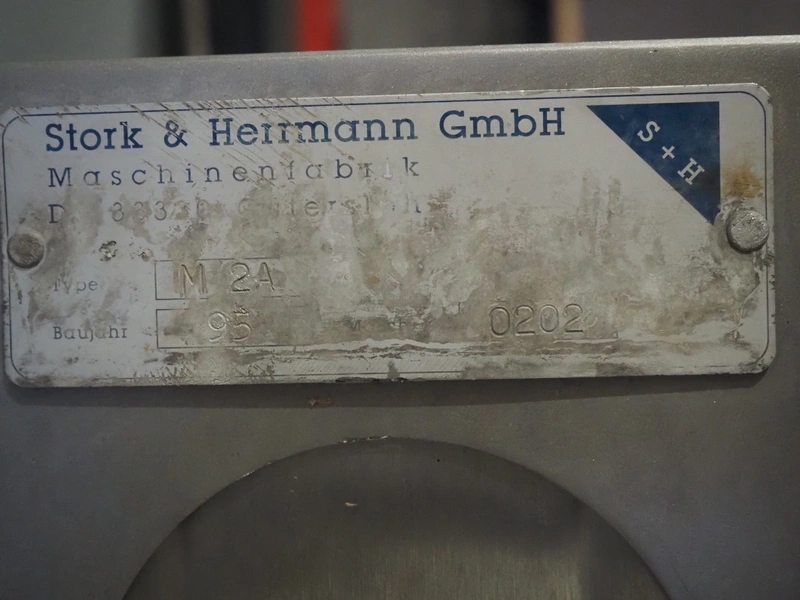 Stork & Herrmann GmbH
S + H
Maschinenfabrik
Type M 2A
Baujahr 95 0202